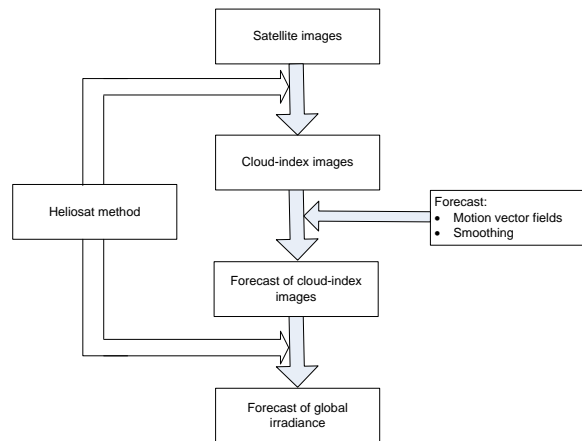 Satellite images
Cloud-index images
Heliosat method
Forecast:
• Motion vector fields
• Smoothing
Forecast of cloud-index
images
Forecast of global
irradiance